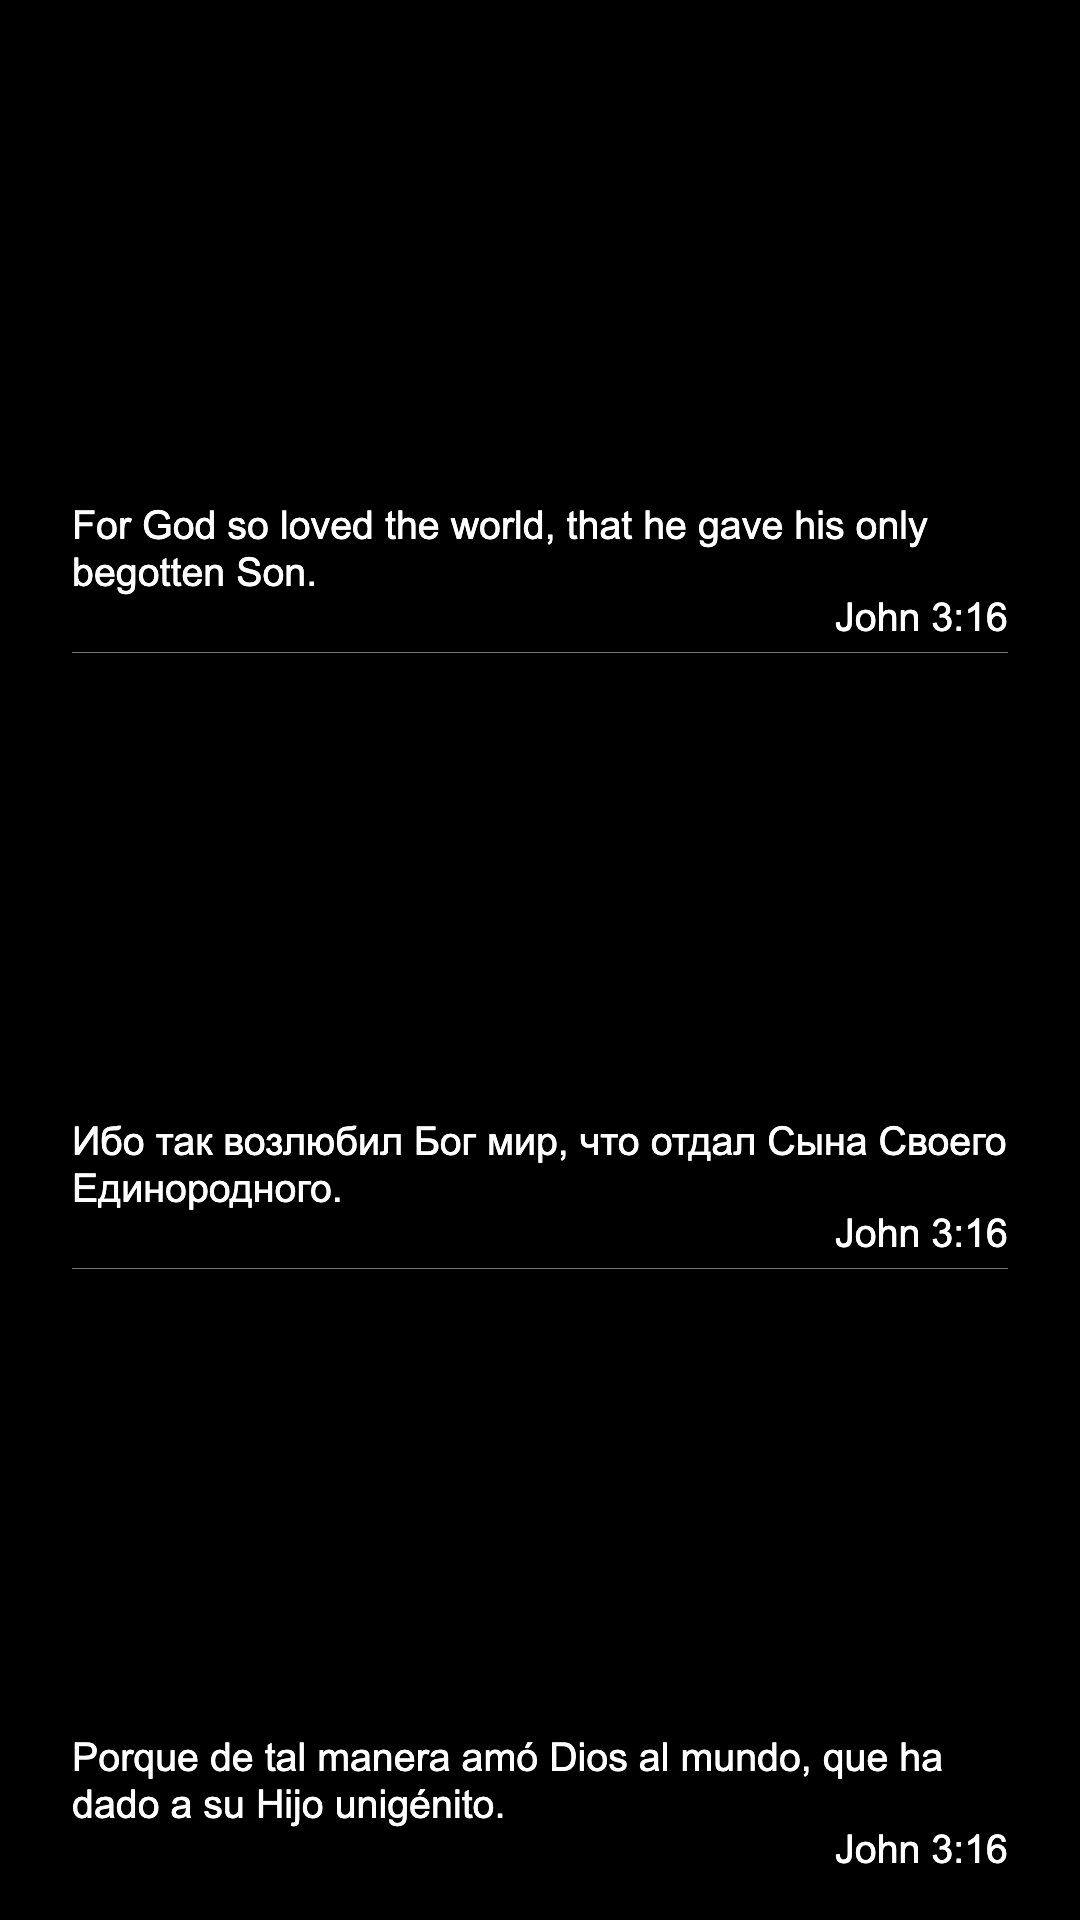 For God so loved the world, that he gave his only
begotten Son.
John 3:16
Ибо так возлюбил Бог мир, что отдал Сына Своего
Единородного.
John 3:16
Porque de tal manera amó Dios al mundo, que ha
dado a su Hijo unigénito.
John 3:16